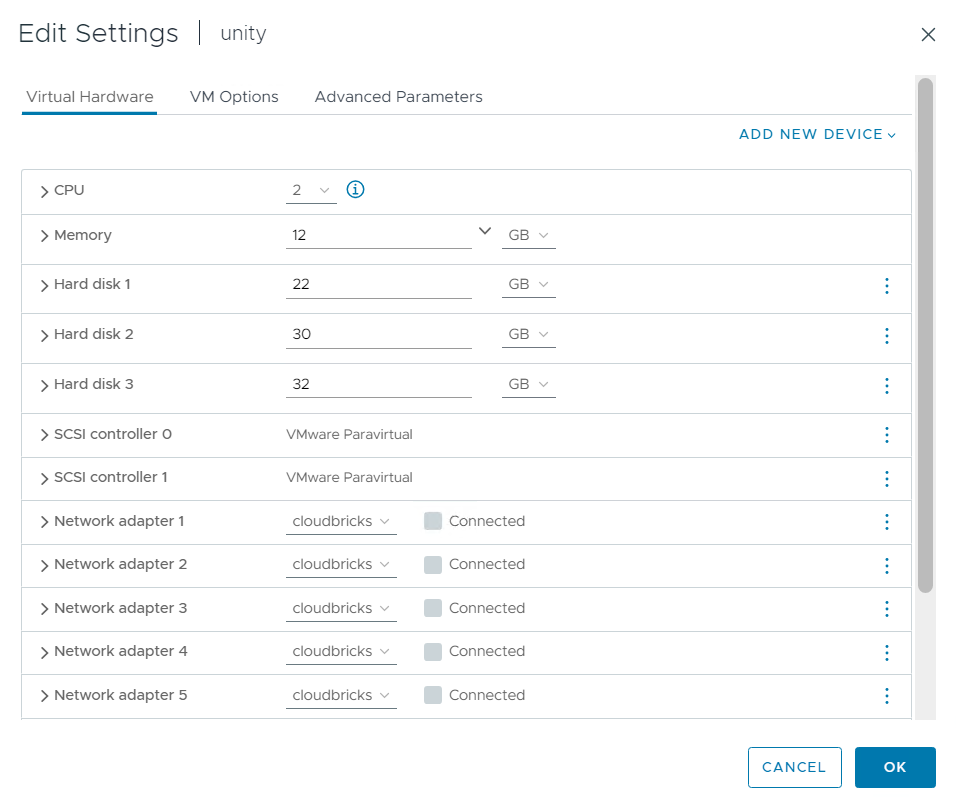 Edit Settings | unity
Virtual Hardware VM Options Advanced Parameters
ADD NEW DEVICE
CPU 2
Memory 12 GB
Hard disk 1 22 GB
Hard disk 2 30 GB
Hard disk 3 32 GB
SCSI controller 0 VMware Paravirtual
SCSI controller 1 VMware Paravirtual
Network adapter 1 cloudbricks Connected
Network adapter 2 cloudbricks Connected
Network adapter 3 cloudbricks Connected
Network adapter 4 cloudbricks Connected
Network adapter 5 cloudbricks Connected
CANCEL OK